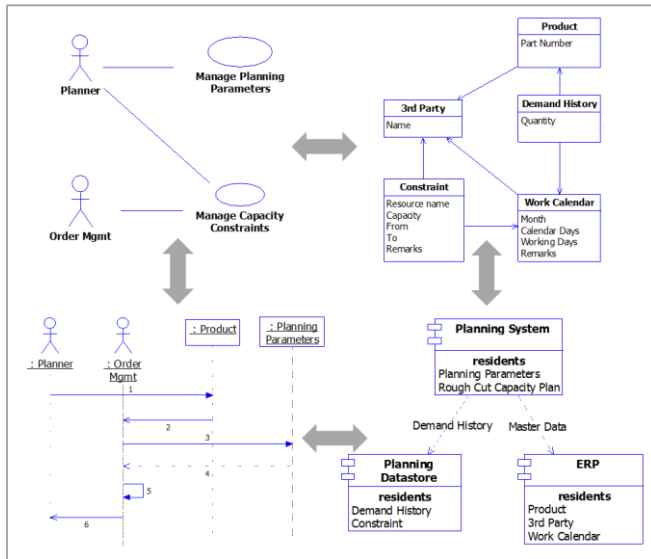 Planner
Manage Planning
Parameters
Order Mgmt
Manage Capacity
Constraints
Product
Part Number
3rd Party
Name
Demand History
Quantity
Constraint
Resource name
Capacity
From
To
Remarks
Work Calendar
Month
Calendar Days
Working Days
Remarks
: Planner
: Order
Mgmt
: Product
: Planning
Parameters
1
2
3
4
5
6
Planning System
residents
Planning Parameters
Rough Cut Capacity Plan
Demand History
Master Data
Planning
Datastore
residents
Demand History
Constraint
ERP
residents
Product
3rd Party
Work Calendar